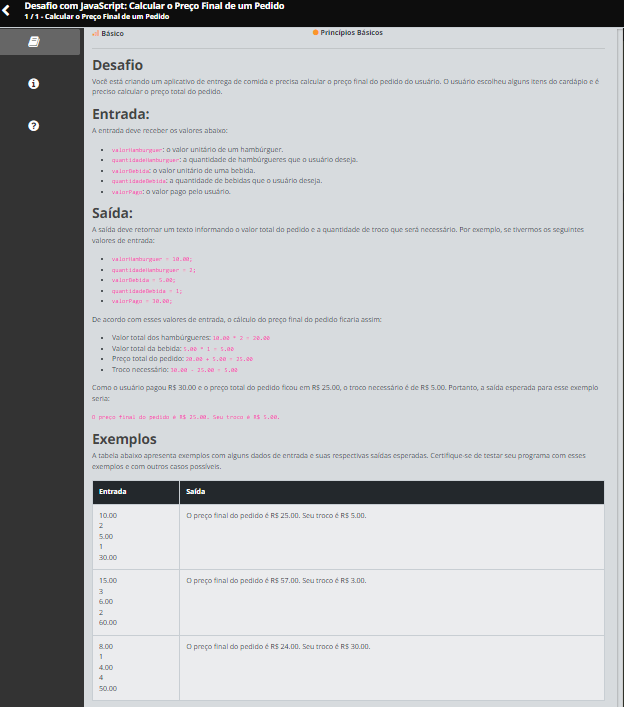 Desafio com JavaScript: Calcular o Preço Final de um Pedido
1 / 1 - Calcular o Preço Final de um Pedido
Básico
Princípios Básicos
Desafio
Você está criando um aplicativo de entrega de comida e precisa calcular o preço final do pedido do usuário. O usuário escolheu alguns itens do cardápio e é
preciso calcular o preço total do pedido.
Entrada:
A entrada deve receber os valores abaixo:
valorHamburguer: o valor unitário de um hambúrguer.
quantidadeHamburguer: a quantidade de hambúrgueres que o usuário deseja.
valorBebida: o valor unitário de uma bebida.
quantidadeBebida: a quantidade de bebidas que o usuário deseja.
valorPago: o valor pago pelo usuário.
Saída:
A saída deve retornar um texto informando o valor total do pedido e a quantidade de troco que será necessário. Por exemplo, se tivermos os seguintes
valores de entrada:
valorHamburguer = 10.00;
quantidadeHamburguer = 2;
valorBebida = 5.00;
quantidadeBebida = 1;
valorPago = 30.00;
De acordo com esses valores de entrada, o cálculo do preço final do pedido ficaria assim:
Valor total dos hambúrgueres: 10.00 * 2 = 20.00
Valor total da bebida: 5.00 * 1 = 5.00
Preço total do pedido: 20.00 + 5.00 = 25.00
Troco necessário: 30.00 - 25.00 = 5.00
Como o usuário pagou R$ 30.00 e o preço total do pedido ficou em R$ 25.00, o troco necessário é de R$ 5.00. Portanto, a saída esperada para esse exemplo
seria:
O preço final do pedido é R$ 25.00. Seu troco é R$ 5.00.
Exemplos
A tabela abaixo apresenta exemplos com alguns dados de entrada e suas respectivas saídas esperadas. Certifique-se de testar seu programa com esses
exemplos e com outros casos possíveis.
Entrada
Saída
10.00
O preço final do pedido é R$ 25.00. Seu troco é R$ 5.00.
2
5.00
1
30.00
15.00
O preço final do pedido é R$ 57.00. Seu troco é R$ 3.00.
3
6.00
2
60.00
8.00
O preço final do pedido é R$ 24.00. Seu troco é R$ 30.00.
1
4.00
4
50.00